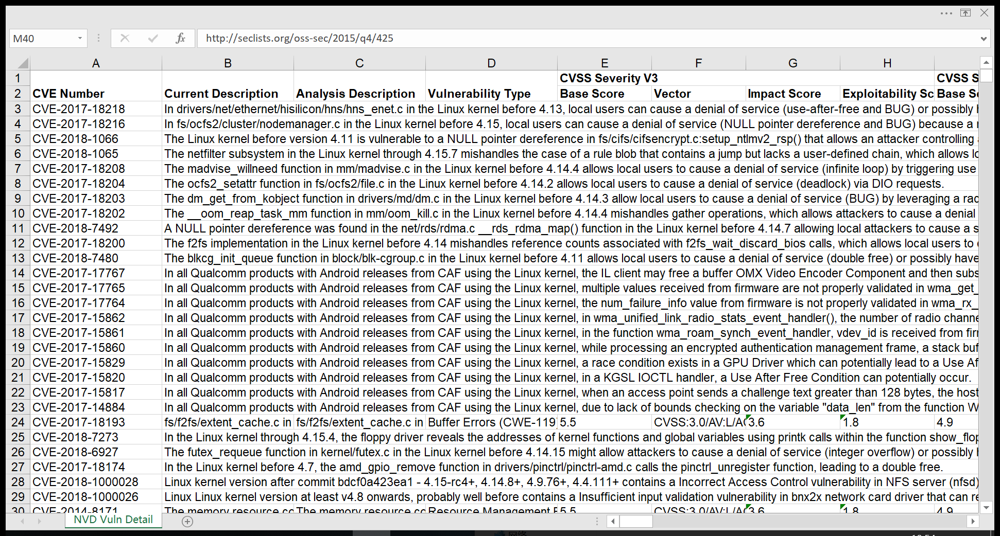 M40 fx http://seclists.org/oss-sec/2015/q4/425
A B C D E F G H
1 CVSS Severity V3 CVSS S
2 CVE Number Current Description Analysis Description Vulnerability Type Base Score Vector Impact Score Exploitability Sc Base
3 CVE-2017-18218 In drivers/net/ethernet/hisilicon/hns/hns_enet.c in the Linux kernel before 4.13, local users can cause a denial of service (use-after-free and BUG) or possibly
4 CVE-2017-18216 In fs/ocfs2/cluster/nodemanager.c in the Linux kernel before 4.15, local users can cause a denial of service (NULL pointer dereference and BUG) because a
5 CVE-2018-1066 The Linux kernel before version 4.11 is vulnerable to a NULL pointer dereference in fs/cifs/cifsencrypt.c:setup_ntlmv2_rsp() that allows an attacker controlling
6 CVE-2018-1065 The netfilter subsystem in the Linux kernel through 4.15.7 mishandles the case of a rule blob that contains a jump but lacks a user-defined chain, which allows lo
7 CVE-2017-18208 The madvise_willneed function in mm/madvise.c in the Linux kernel before 4.14.4 allows local users to cause a denial of service (infinite loop) by triggering use
8 CVE-2017-18204 The ocfs2_setattr function in fs/ocfs2/file.c in the Linux kernel before 4.14.2 allows local users to cause a denial of service (deadlock) via DIO requests.
9 CVE-2017-18203 The dm_get_from_kobject function in drivers/md/dm.c in the Linux kernel before 4.14.3 allow local users to cause a denial of service (BUG) by leveraging a rac
10 CVE-2017-18202 The __oom_reap_task_mm function in mm/oom_kill.c in the Linux kernel before 4.14.4 mishandles gather operations, which allows attackers to cause a denial
11 CVE-2018-7492 A NULL pointer dereference was found in the net/rds/rdma.c __rds_rdma_map() function in the Linux kernel before 4.14.7 allowing local attackers to cause a s
12 CVE-2017-18200 The f2fs implementation in the Linux kernel before 4.14 mishandles reference counts associated with f2fs_wait_discard_bios calls, which allows local users to
13 CVE-2018-7480 The blkcg_init_queue function in block/blk-cgroup.c in the Linux kernel before 4.11 allows local users to cause a denial of service (double free) or possibly have
14 CVE-2017-17767 In all Qualcomm products with Android releases from CAF using the Linux kernel, the IL client may free a buffer OMX Video Encoder Component and then subs
15 CVE-2017-17765 In all Qualcomm products with Android releases from CAF using the Linux kernel, multiple values received from firmware are not properly validated in wma_get_
16 CVE-2017-17764 In all Qualcomm products with Android releases from CAF using the Linux kernel, the num_failure_info value from firmware is not properly validated in wma_rx_
17 CVE-2017-15862 In all Qualcomm products with Android releases from CAF using the Linux kernel, in wma_unified_link_radio_stats_event_handler(), the number of radio channe
18 CVE-2017-15861 In all Qualcomm products with Android releases from CAF using the Linux kernel, in the function wma_roam_synch_event_handler, vdev_id is received from firr
19 CVE-2017-15860 In all Qualcomm products with Android releases from CAF using the Linux kernel, while processing an encrypted authentication management frame, a stack buf
20 CVE-2017-15829 In all Qualcomm products with Android releases from CAF using the Linux kernel, a race condition exists in a GPU Driver which can potentially lead to a Use Af
21 CVE-2017-15820 In all Qualcomm products with Android releases from CAF using the Linux kernel, in a KGSL IOCTL handler, a Use After Free Condition can potentially occur.
22 CVE-2017-15817 In all Qualcomm products with Android releases from CAF using the Linux kernel, when an access point sends a challenge text greater than 128 bytes, the host
23 CVE-2017-14884 In all Qualcomm products with Android releases from CAF using the Linux kernel, due to lack of bounds checking on the variable "data_len" from the function W
24 CVE-2017-18193 fs/f2fs/extent_cache.c in fs/f2fs/extent_cache.c in Buffer Errors (CWE-119) 5.5 CVSS:3.0/AV:L/AC 3.6 1.8 4.9
25 CVE-2018-7273 In the Linux kernel through 4.15.4, the floppy driver reveals the addresses of kernel functions and global variables using printk calls within the function show_flop
26 CVE-2018-6927 The futex_requeue function in kernel/futex.c in the Linux kernel before 4.14.15 might allow attackers to cause a denial of service (integer overflow) or possibly
27 CVE-2017-18174 In the Linux kernel before 4.7, the amd_gpio_remove function in drivers/pinctrl/pinctrl-amd.c calls the pinctrl_unregister function, leading to a double free.
28 CVE-2018-1000028 Linux kernel version after commit bdcf0a423ea1 - 4.15-rc4+, 4.14.8+, 4.9.76+, 4.4.111+ contains a Incorrect Access Control vulnerability in NFS server (nfsd)
29 CVE-2018-1000026 Linux Linux kernel version at least v4.8 onwards, probably well before contains a Insufficient input validation vulnerability in bnx2x network card driver that can re
30 CVE-2014-8171 The memory resource co The memory resource co Resource Management 5.5 CVSS:3.0/AV:L/AC 3.6 1.8 4.9
NVD Vuln Detail